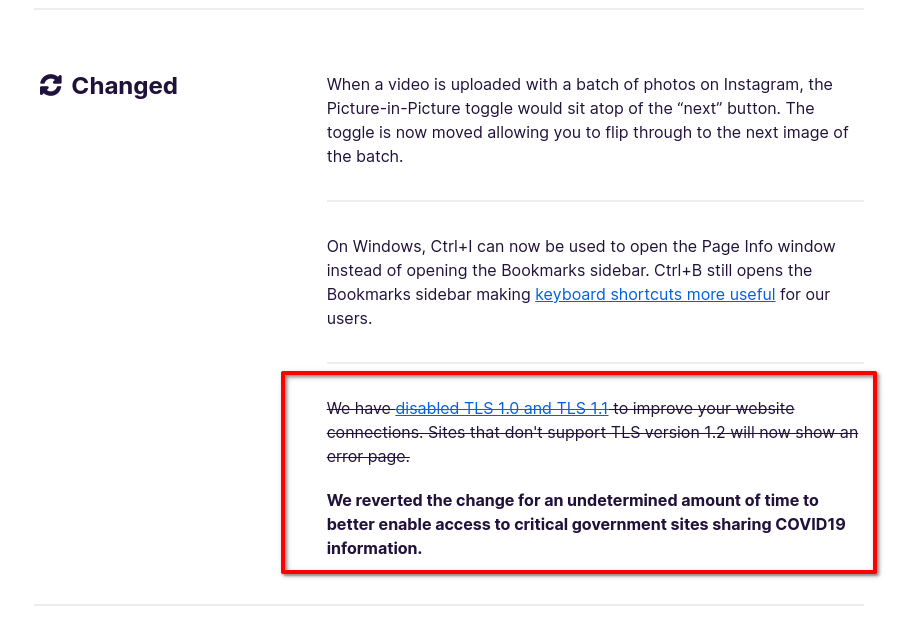 Changed
When a video is uploaded with a batch of photos on Instagram, the
Picture-in-Picture toggle would sit atop of the “next” button. The
toggle is now moved allowing you to flip through to the next image of
the batch.
On Windows, Ctrl+I can now be used to open the Page Info window
instead of opening the Bookmarks sidebar. Ctrl+B still opens the
Bookmarks sidebar making keyboard shortcuts more useful for our
users.
We have disabled TLS 1.0 and TLS 1.1 to improve your website
connections. Sites that don't support TLS version 1.2 will now show an
error page.
We reverted the change for an undetermined amount of time to
better enable access to critical government sites sharing COVID19
information.